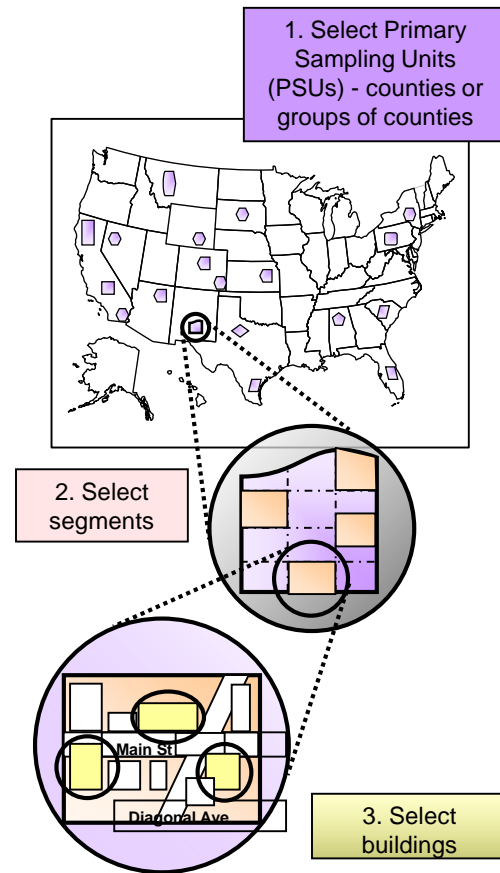 1. Select Primary
Sampling Units
(PSUs) - counties or
groups of counties
2. Select
segments
Main St
Diagonal Ave
3. Select
buildings